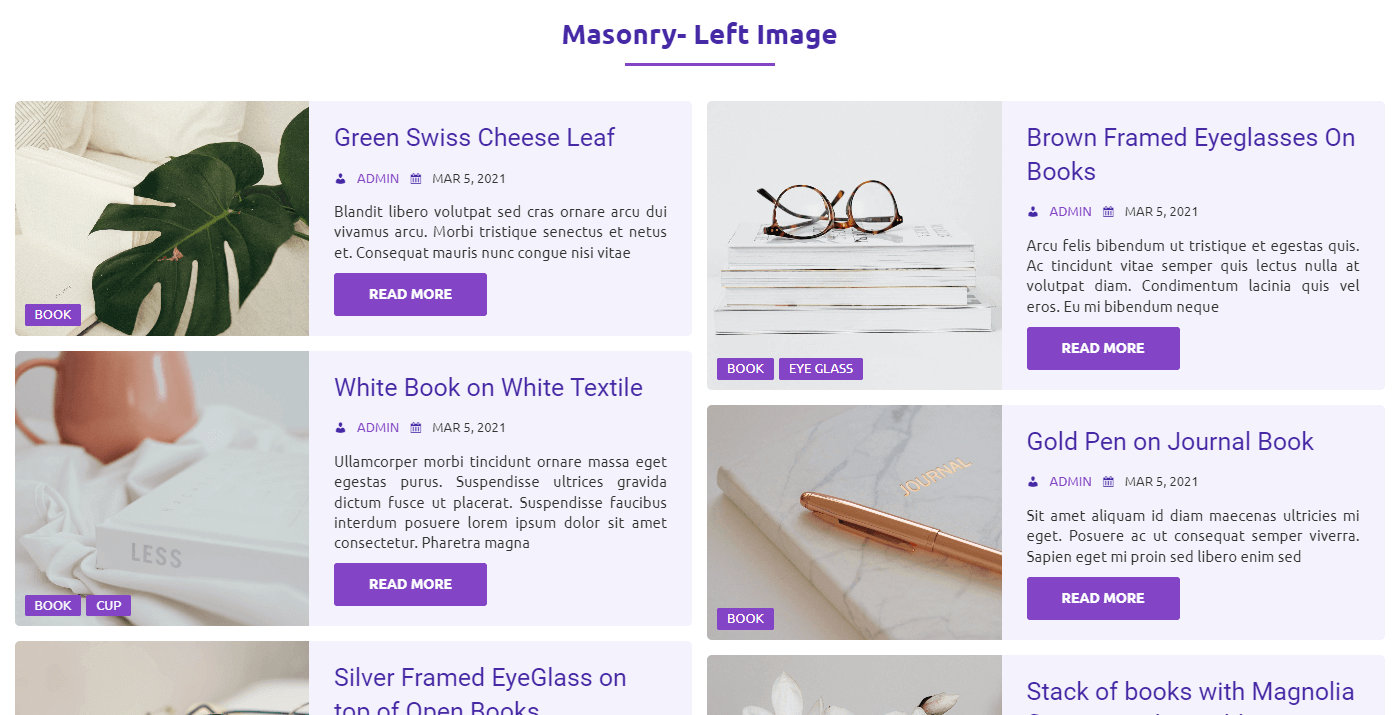 Masonry- Left Image
Green Swiss Cheese Leaf
ADMIN MAR 5, 2021
Blandit libero volutpat sed cras ornare arcu dui
vivamus arcu. Morbi tristique senectus et netus
et. Consequat mauris nunc congue nisi vitae
READ MORE
BOOK
White Book on White Textile
ADMIN MAR 5, 2021
Ullamcorper morbi tincidunt ornare massa eget
egestas purus. Suspendisse ultrices gravida
dictum fusce ut placerat. Suspendisse faucibus
interdum posuere lorem ipsum dolor sit amet
consectetur. Pharetra magna
READ MORE
LESS
BOOK CUP
Silver Framed EyeGlass on
top of Open Books
Brown Framed Eyeglasses On
Books
ADMIN MAR 5, 2021
Arcu felis bibendum ut tristique et egestas quis.
Ac tincidunt vitae semper quis lectus nulla at
volutpat diam. Condimentum lacinia quis vel
eros. Eu mi bibendum neque
READ MORE
BOOK EYE GLASS
Gold Pen on Journal Book
ADMIN MAR 5, 2021
Sit amet aliquam id diam maecenas ultricies mi
eget. Posuere ac ut consequat semper viverra.
Sapien eget mi proin sed libero enim sed
READ MORE
JOURNAL
BOOK
Stack of books with Magnolia